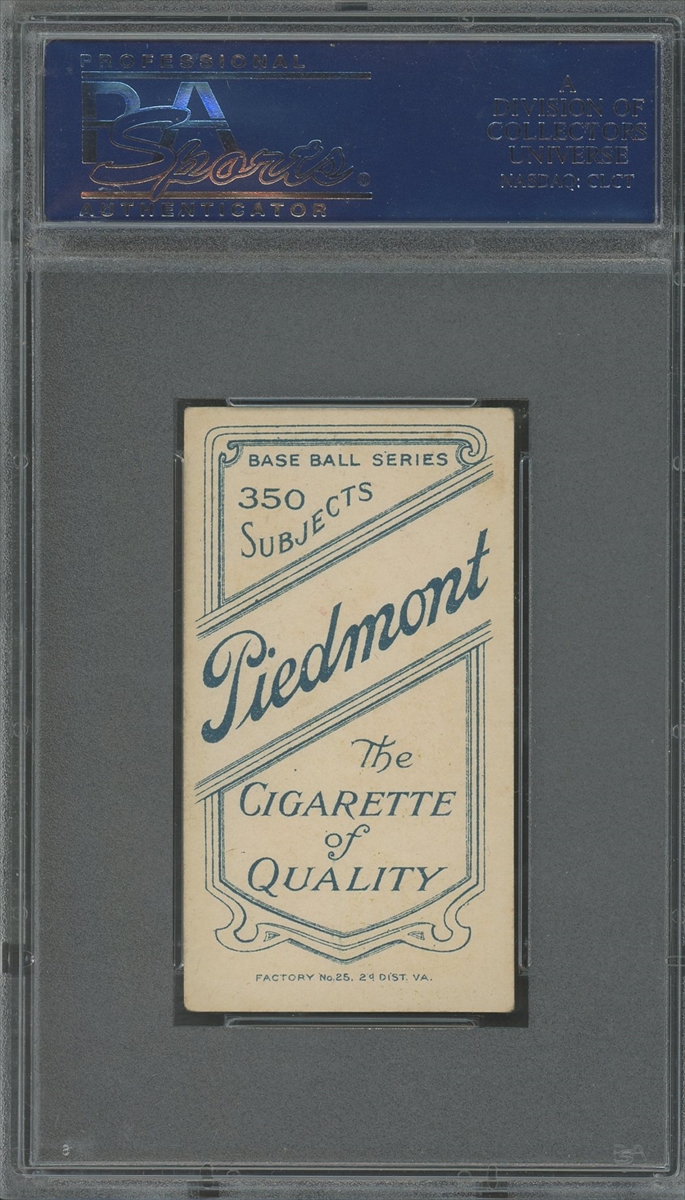 PROFESSIONAL
PSA
Sports
AUTHENTICATOR
A
DIVISION OF
COLLECTORS
UNIVERSE
NASDAQ: CLCT
BASE BALL SERIES
350
SUBJECTS
Piedmont
The
CIGARETTE
of
QUALITY
FACTORY No. 25, 2d DIST. VA.
PSA